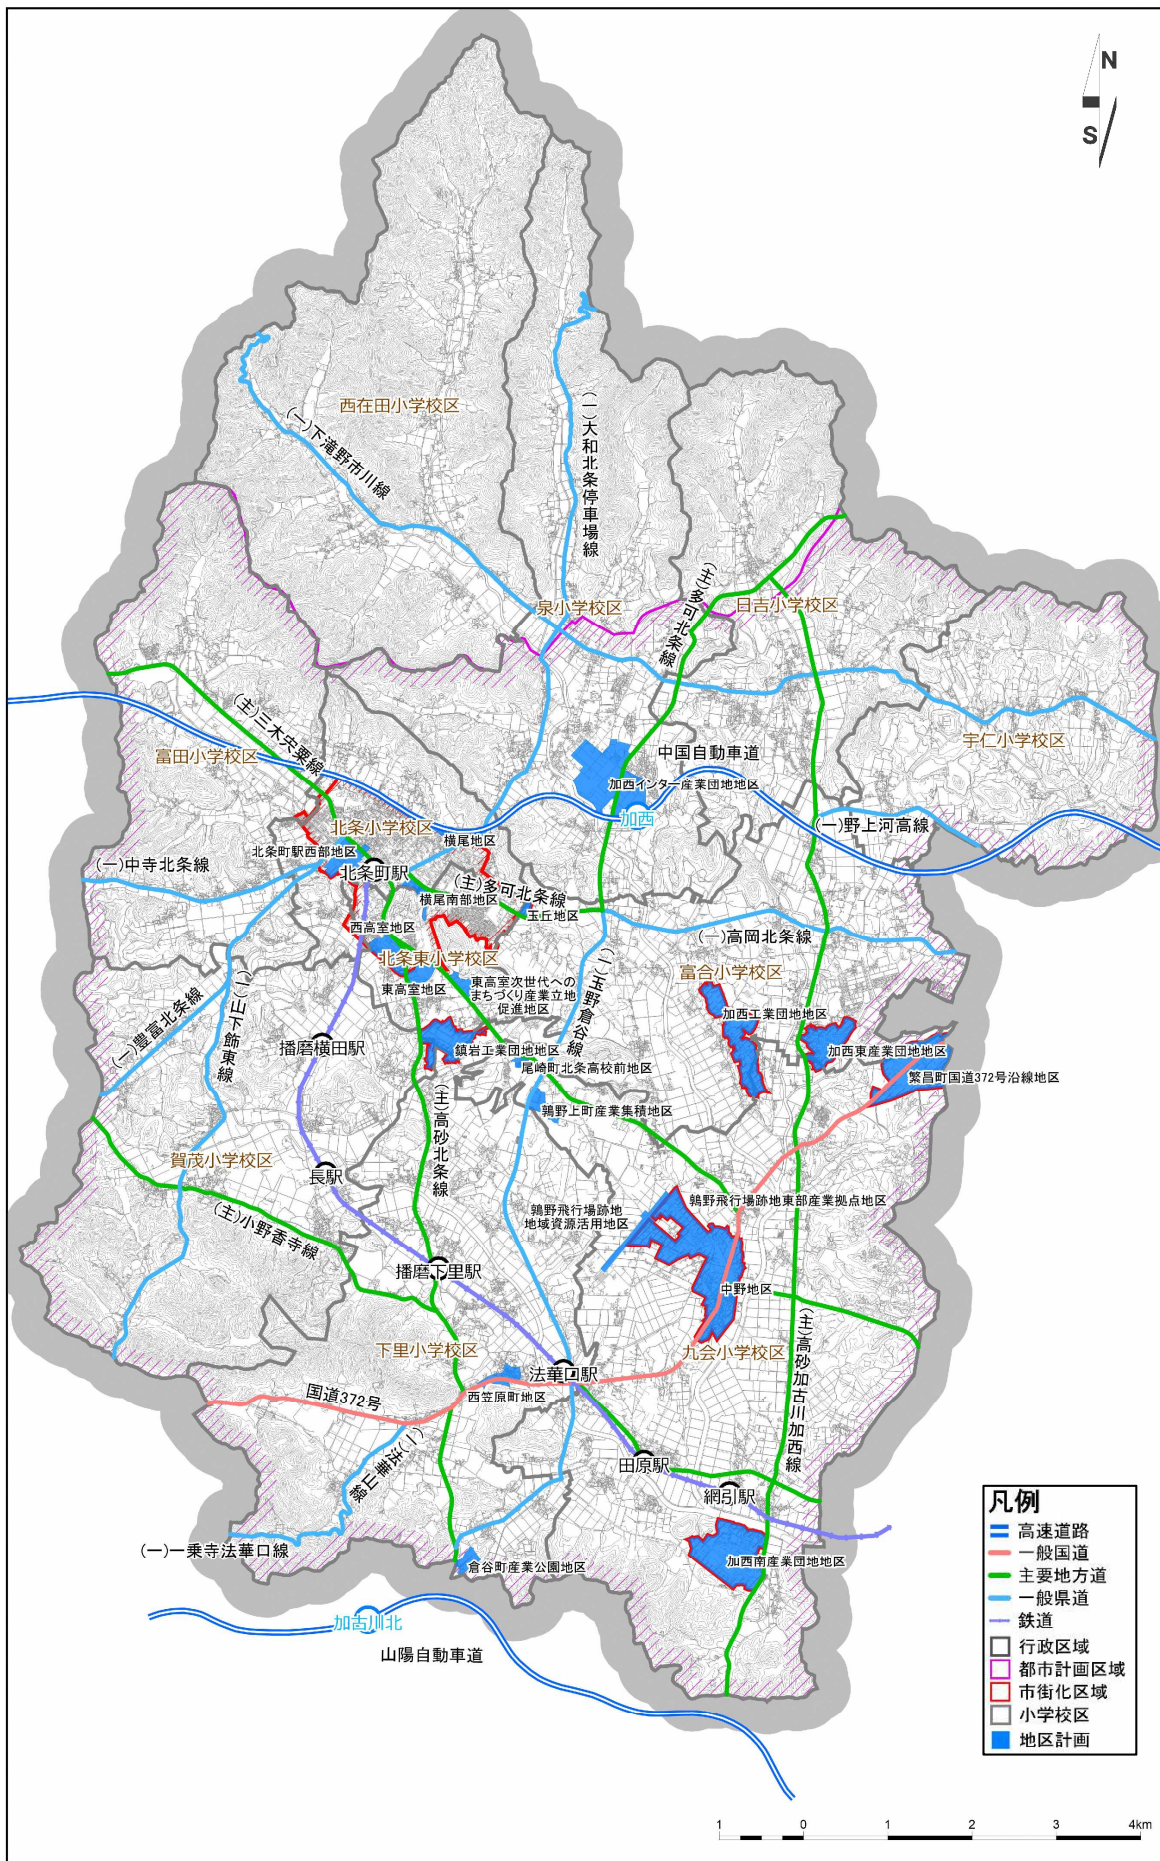 N
S
西在田小学校区
(一)下滝野市川線
(一)大和北条停車場線
泉小学校区
(主)多可北条線
日吉小学校区
(主)三木宍粟線
富田小学校区
中国自動車道
宇仁小学校区
加西インター産業団地地区
加西
北条小学校区
横尾地区
(一)野上河高線
北条町駅西部地区
(一)中寺北条線
北条町駅
(主)多可北条線
横尾南部地区
玉丘地区
西高室地区
(一)高岡北条線
北条東小学校区
富合小学校区
東高室地区
東高室次世代への
まちづくり産業立地
促進地区
(一)玉野倉谷線
(一)豊富北条線
(一)山下飾東線
加西工業団地地区
播磨横田駅
鎮岩工業団地地区
加西東産業団地地区
尾崎町北条高校前地区
繁昌町国道372号沿線地区
(主)高砂北条線
鶉野上町産業集積地区
賀茂小学校区
長駅
鶉野飛行場跡地東部産業拠点地区
鶉野飛行場跡地
地域資源活用地区
(主)小野香寺線
播磨下里駅
中野地区
下里小学校区
九会小学校区
(主)高砂加古川加西線
法華口駅
国道372号
西笠原町地区
(一)法華山線
田原駅
網引駅
(一)一乗寺法華口線
倉谷町産業公園地区
加西南産業団地地区
加古川北
山陽自動車道
凡例
高速道路
一般国道
主要地方道
一般県道
鉄道
行政区域
都市計画区域
市街化区域
小学校区
地区計画
1 0 1 2 3 4km